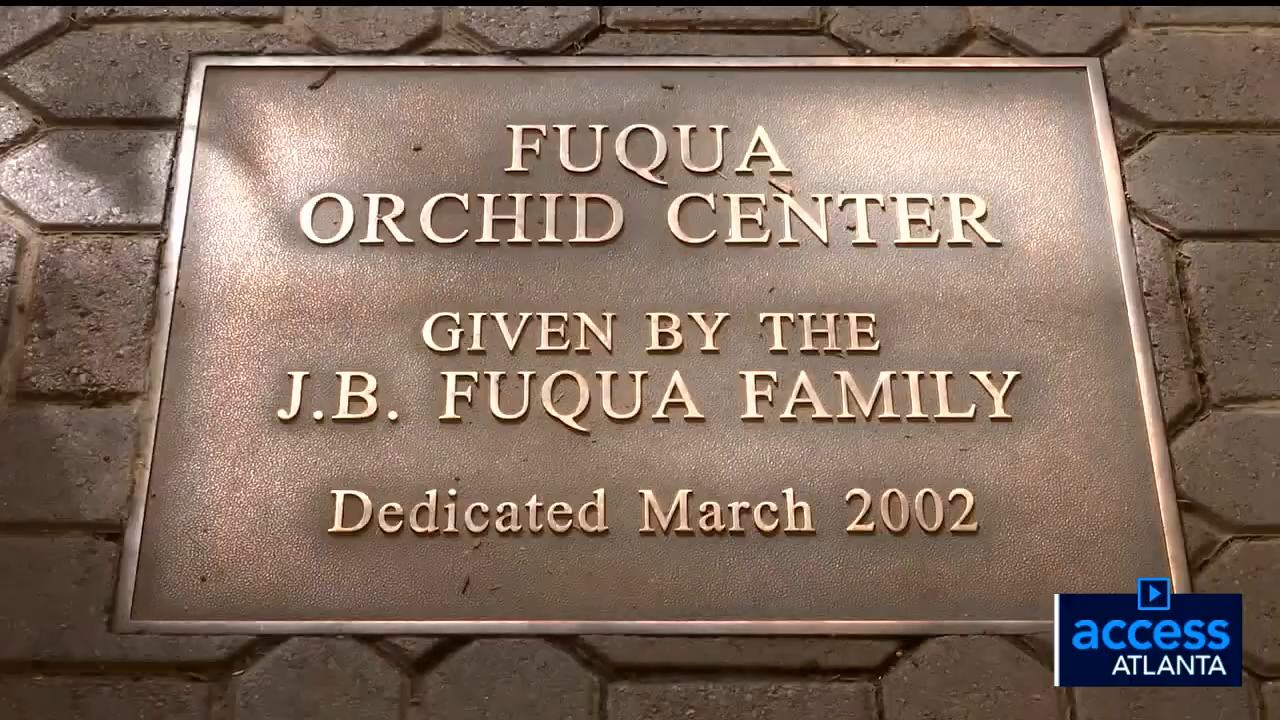 FUQUA
ORCHID CENTER
GIVEN BY THE
J.B. FUQUA FAMILY
Dedicated March 2002
access
ATLANTA